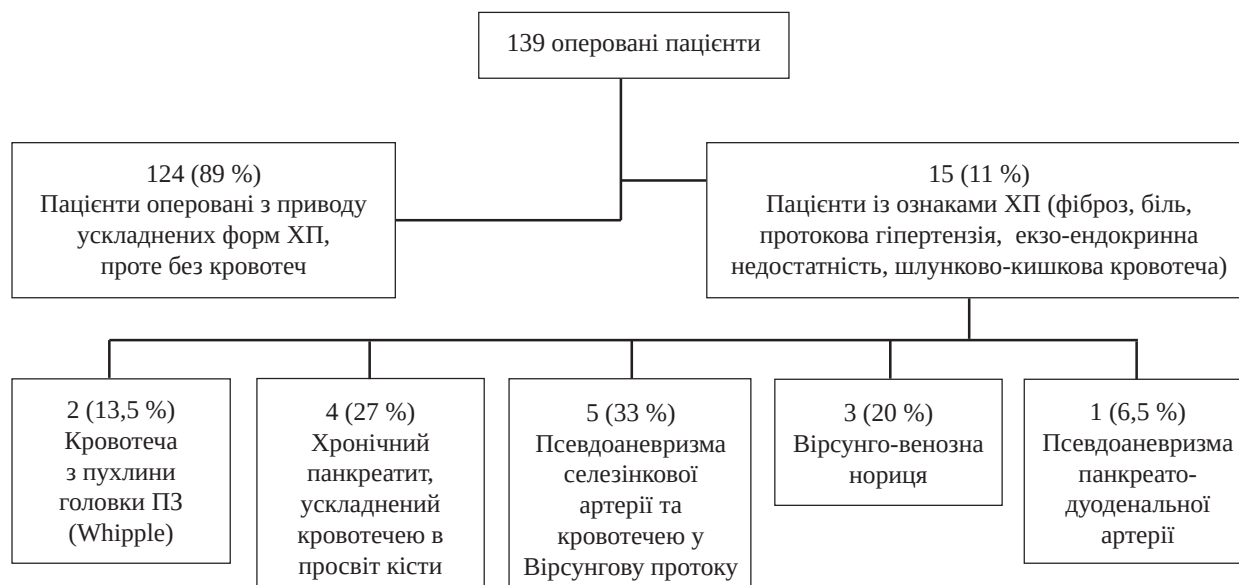 139 оперовані пацієнти
124 (89 %)
Пацієнти оперовані з приводу
ускладнених форм ХП,
проте без кровотеч
15 (11 %)
Пацієнти із ознаками ХП (фіброз, біль,
протокова гіпертензія, екзо-ендокринна
недостатність, шлунково-кишкова кровотеча)
2 (13,5 %)
Кровотеча
з пухлини
головки ПЗ
(Whipple)
4 (27 %)
Хронічний
панкреатит,
ускладнений
кровотечею в
просвіт кісти
5 (33 %)
Псевдоаневризма
селезінкової
артерії та
кровотечею у
Вірсунгову протоку
3 (20 %)
Вірсунго-венозна
нориця
1 (6,5 %)
Псевдоаневризма
панкреато-
дуоденальної
артерії